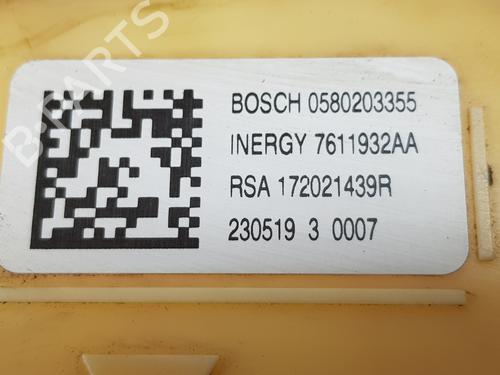 BOSCH 0580203355
INERGY 7611932AA
RSA 172021439R
230519 3 0007
B-PARTS